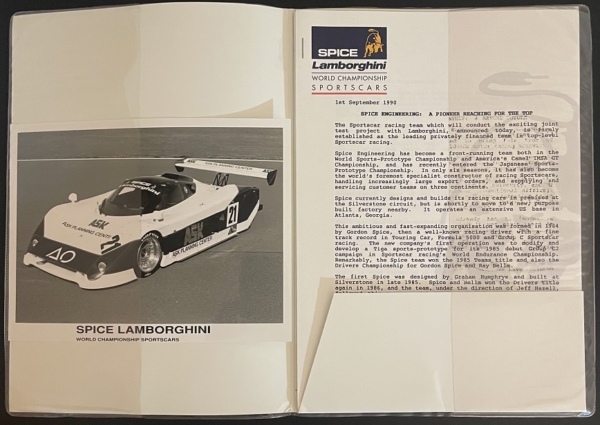 SPICE
Lamborghini
WORLD CHAMPIONSHIP
SPORTSCARS
1st September 1990
SPICE ENGINEERING: A PIONEER REACHING FOR THE TOP
The Sportscar racing team which will conduct the exciting joint
test project with Lamborghini, announced today, is firmly
established as the leading privately financed team in top-level
Sportscar racing.
Spice Engineering has become a front-running team both in the
World Sports-Prototype Championship and America's Camel IMSA GT
Championship, and has recently entered the Japanese Sports-
Prototype Championship. In only six seasons, it has also become
the world's foremost specialist constructor of racing Sportscars,
handling increasingly large export orders, and supplying and
servicing customer teams on three continents.
Spice currently designs and builds its racing cars in premises at
the Silverstone circuit, but is shortly to move to a new, purpose
built factory nearby. It operates an extensive US base in
Atlanta, Georgia.
This ambitious and fast-expanding organisation was formed in 1984
by Gordon Spice, then a well-known racing driver with a fine
track record in Touring Car, Formula 5000 and Group C Sportscar
racing. The new company's first operation was to modify and
develop a Tiga sports-prototype for its 1985 debut Group C2
campaign in Sportscar racing's World Endurance Championship.
Remarkably, the Spice team won the 1985 Teams title and also the
Drivers Championship for Gordon Spice and Ray Bellm.
The first Spice was designed by Graham Humphrys and built at
Silverstone in late 1985. Spice and Bellm won the Drivers title
again in 1986, and the team, under the direction of Jeff Hazell,
SPICE
ASK
PLANNING CENTER
ASK
PLANNING CENTER
21
AO
SPICE LAMBORGHINI
WORLD CHAMPIONSHIP SPORTSCARS